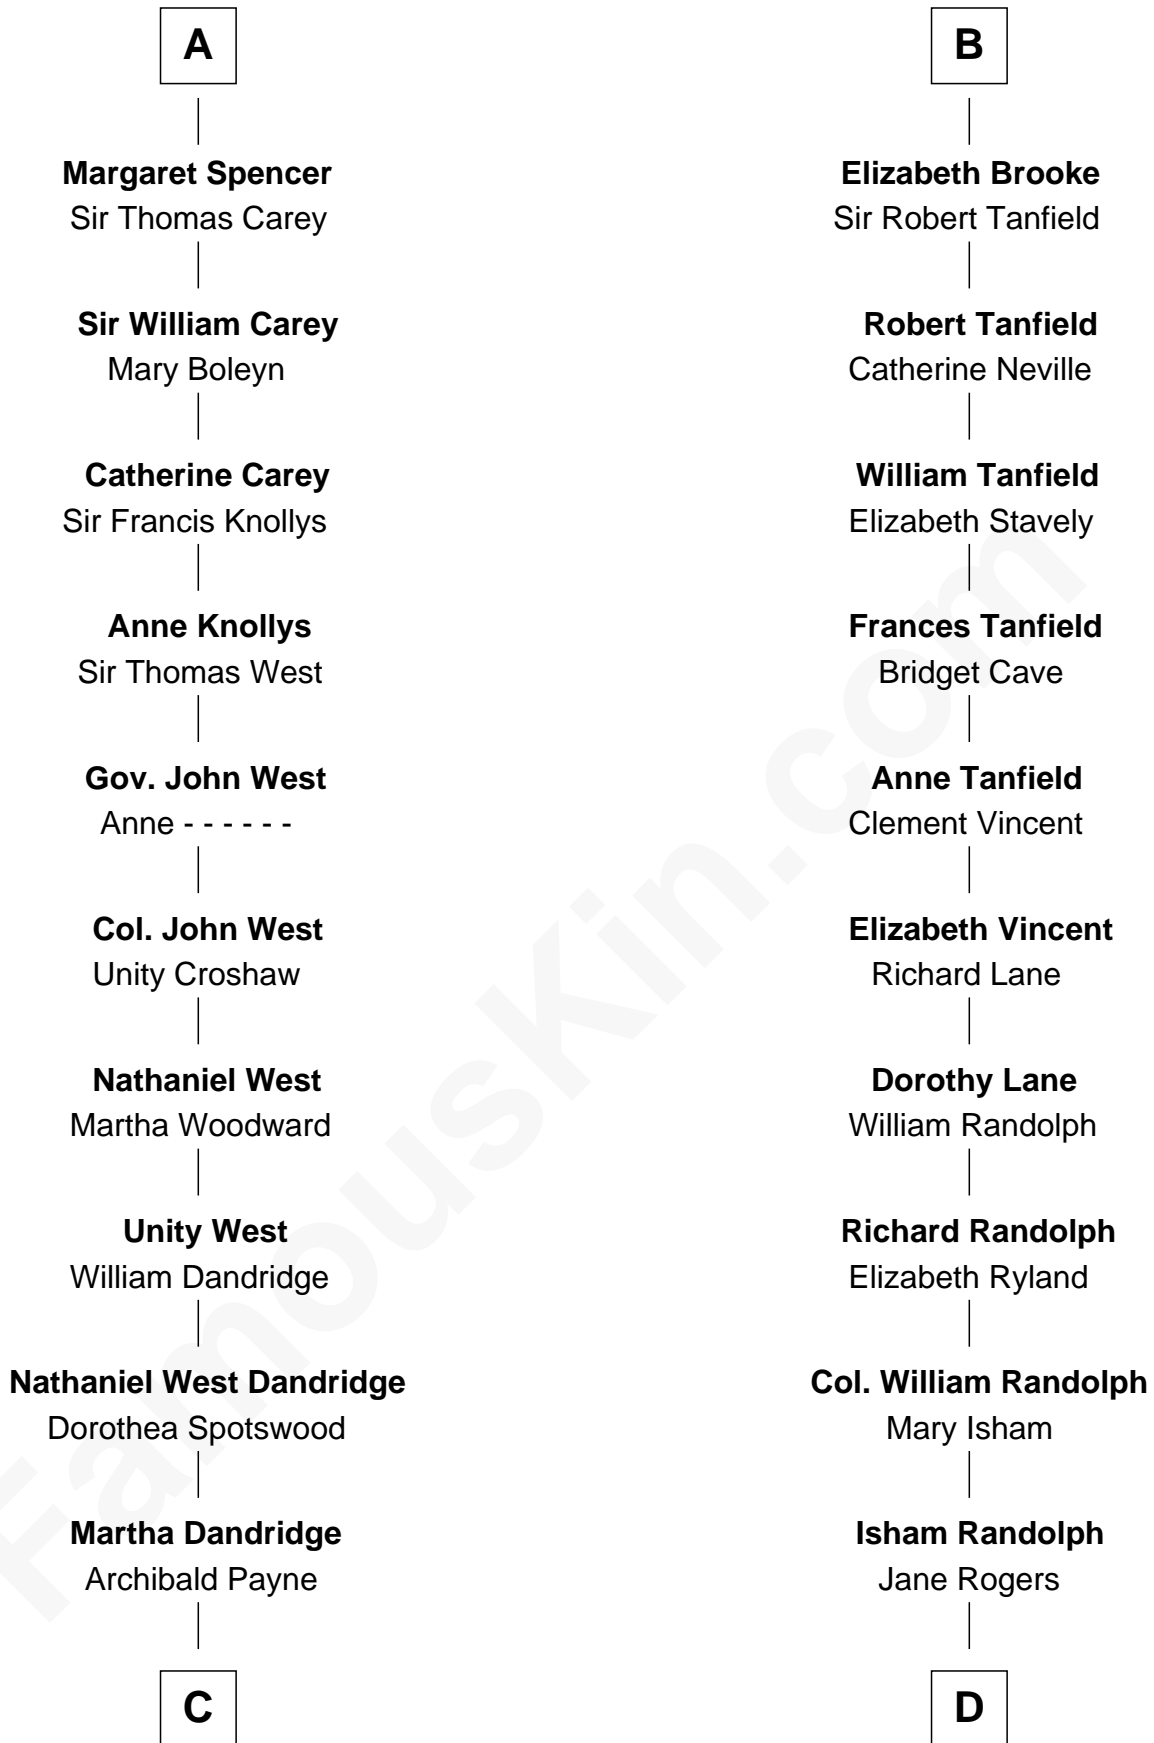 A
Margaret Spencer
Sir Thomas Carey
Sir William Carey
Mary Boleyn
Catherine Carey
Sir Francis Knollys
Anne Knollys
Sir Thomas West
Gov. John West
Anne - - - - - -
Col. John West
Unity Croshaw
Nathaniel West
Martha Woodward
Unity West
William Dandridge
Nathaniel West Dandridge
Dorothea Spotswood
Martha Dandridge
Archibald Payne
C
B
Elizabeth Brooke
Sir Robert Tanfield
Robert Tanfield
Catherine Neville
William Tanfield
Elizabeth Stavely
Frances Tanfield
Bridget Cave
Anne Tanfield
Clement Vincent
Elizabeth Vincent
Richard Lane
Dorothy Lane
William Randolph
Richard Randolph
Elizabeth Ryland
Col. William Randolph
Mary Isham
Isham Randolph
Jane Rogers
D
FamousKin.com